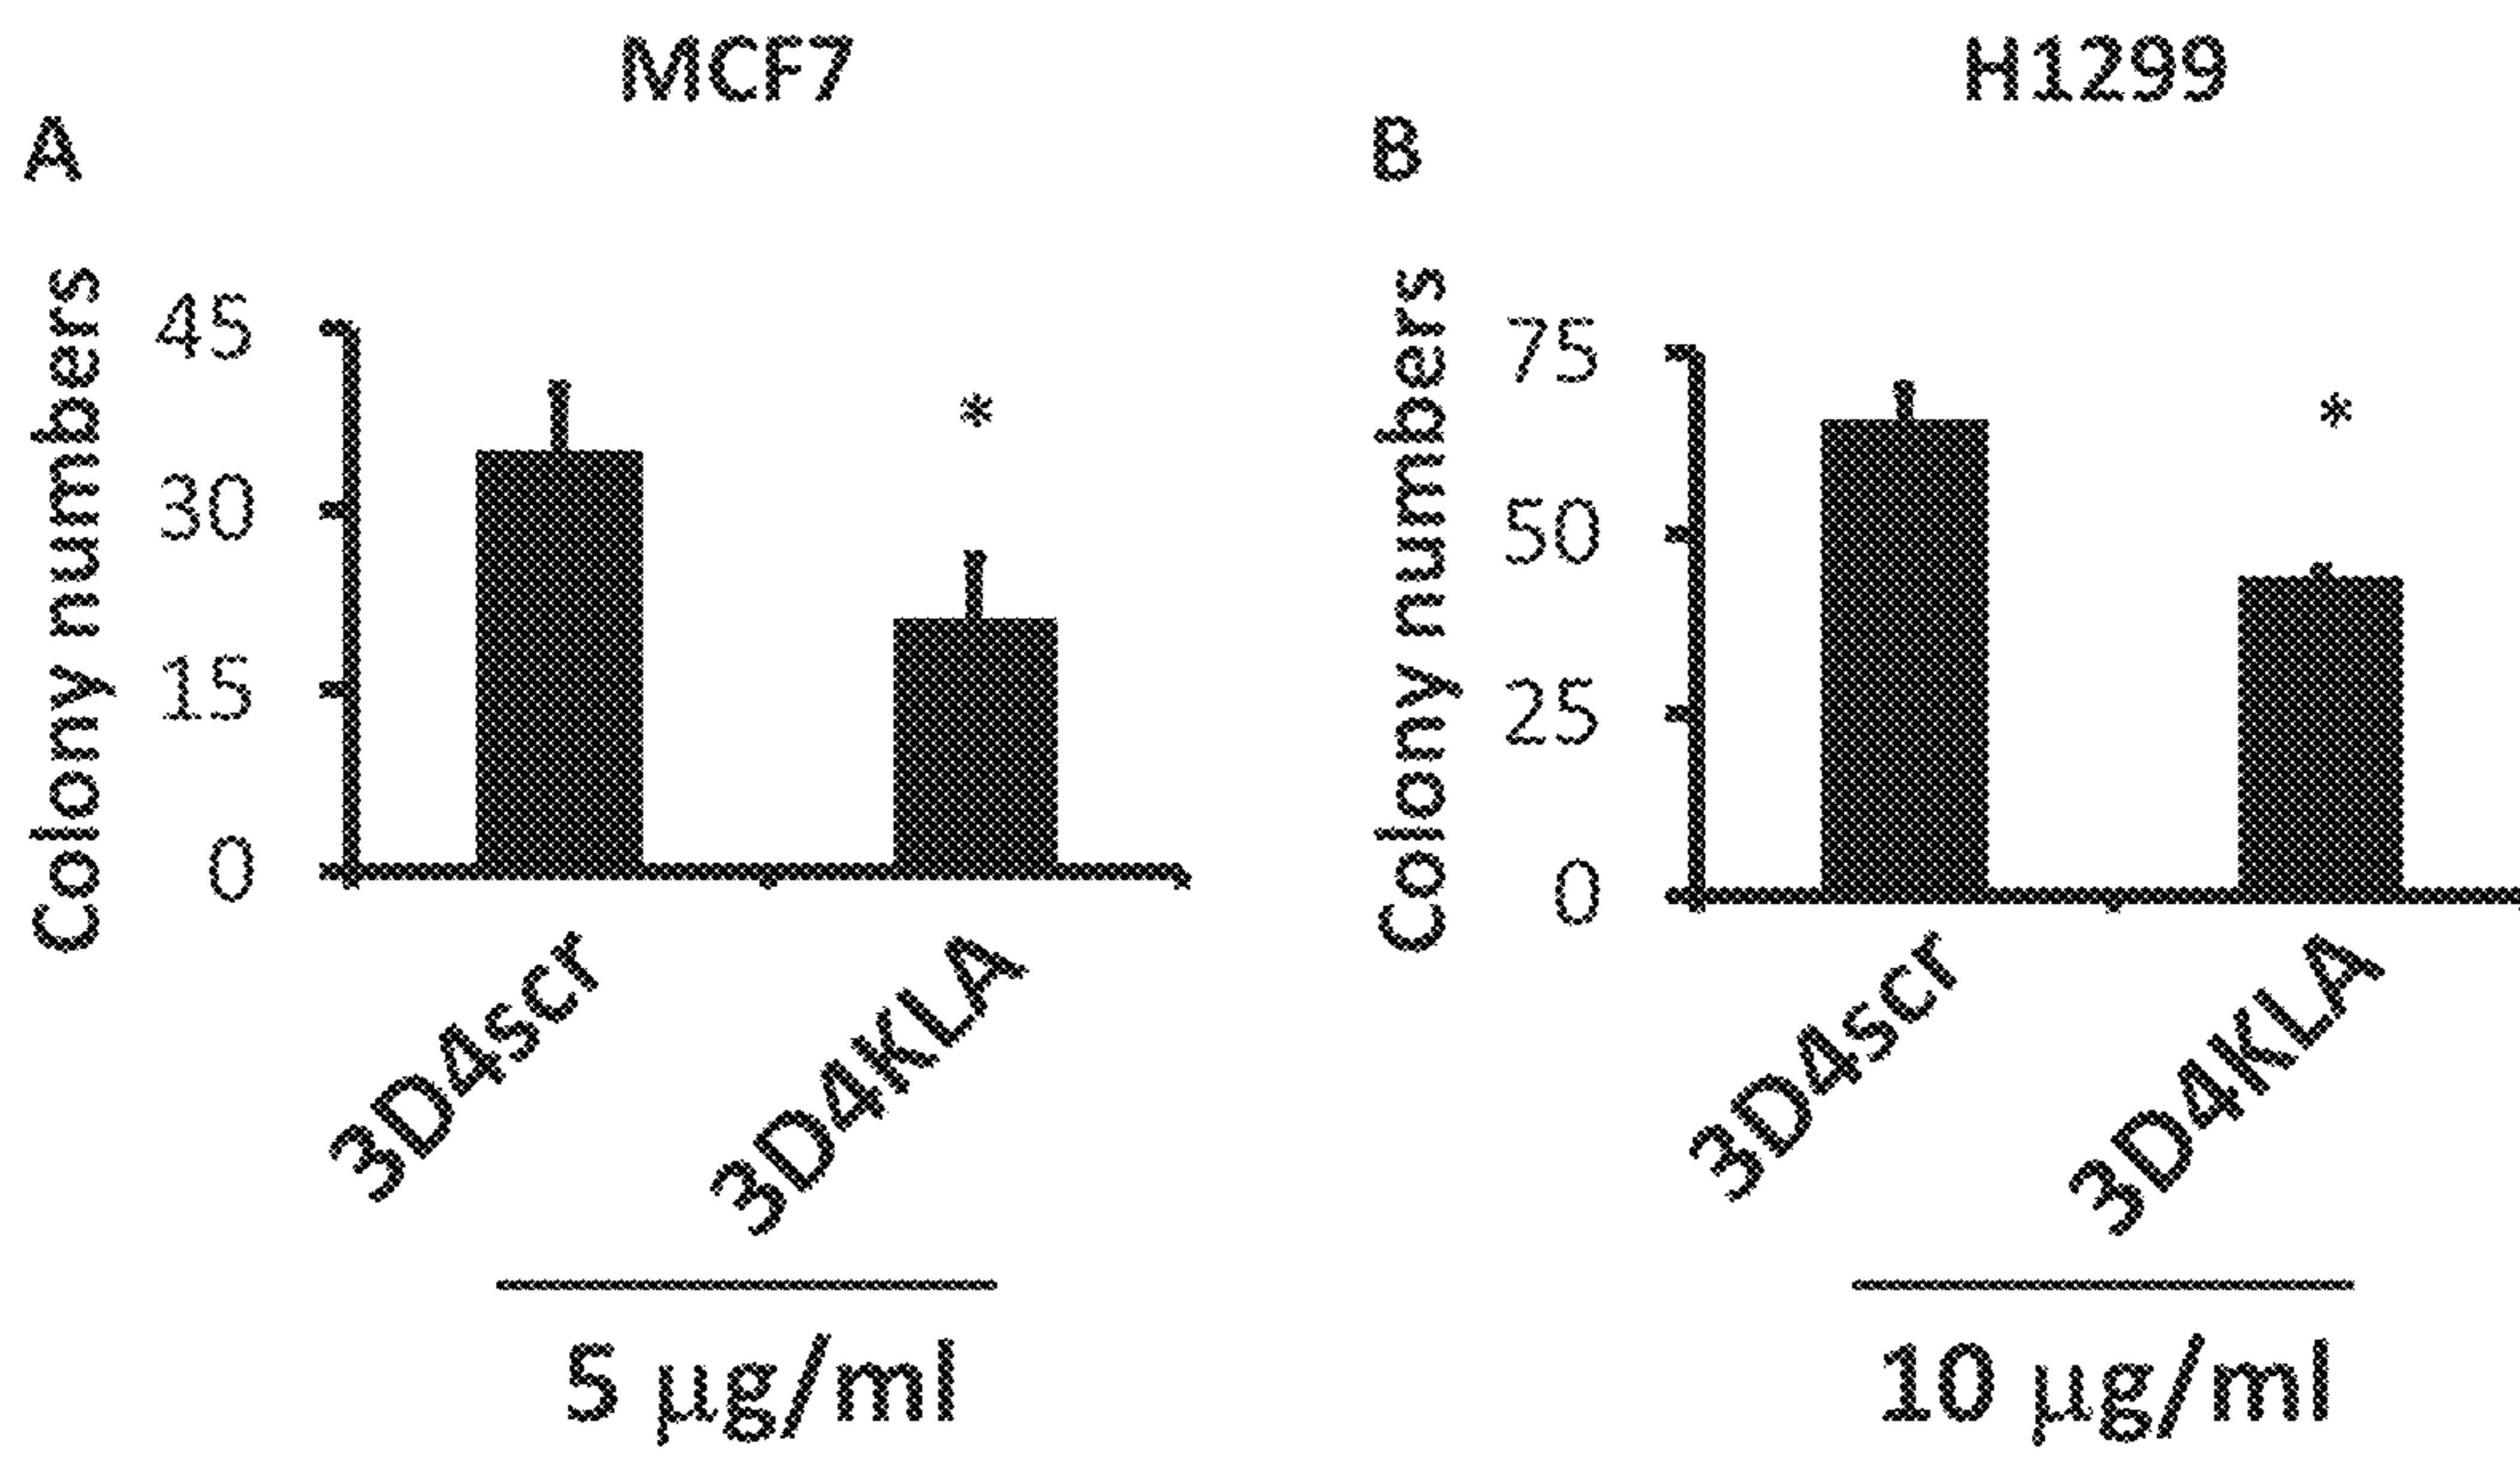 MCF7
A
Colony numbers
45
30
15
0
3D4scr
3D4KLA
5 µg/ml
*
H1299
B
Colony numbers
75
50
25
0
3D4scr
3D4KLA
10 µg/ml
*